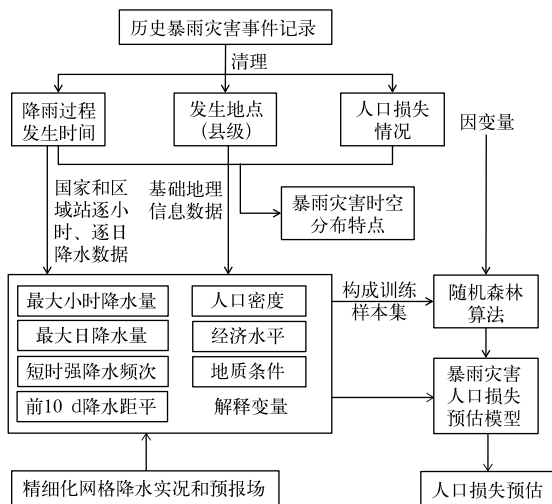 历史暴雨灾害事件记录
清理
降雨过程
发生时间
发生地点
(县级)
人口损失
情况
因变量
国家和区
域站逐小
时、逐日
降水数据
基础地理
信息数据
暴雨灾害时空
分布特点
最大小时降水量
最大日降水量
短时强降水频次
前10 d降水距平
人口密度
经济水平
地质条件
解释变量
构成训练
样本集
随机森林
算法
暴雨灾害
人口损失
预估模型
精细化网格降水实况和预报场
人口损失预估